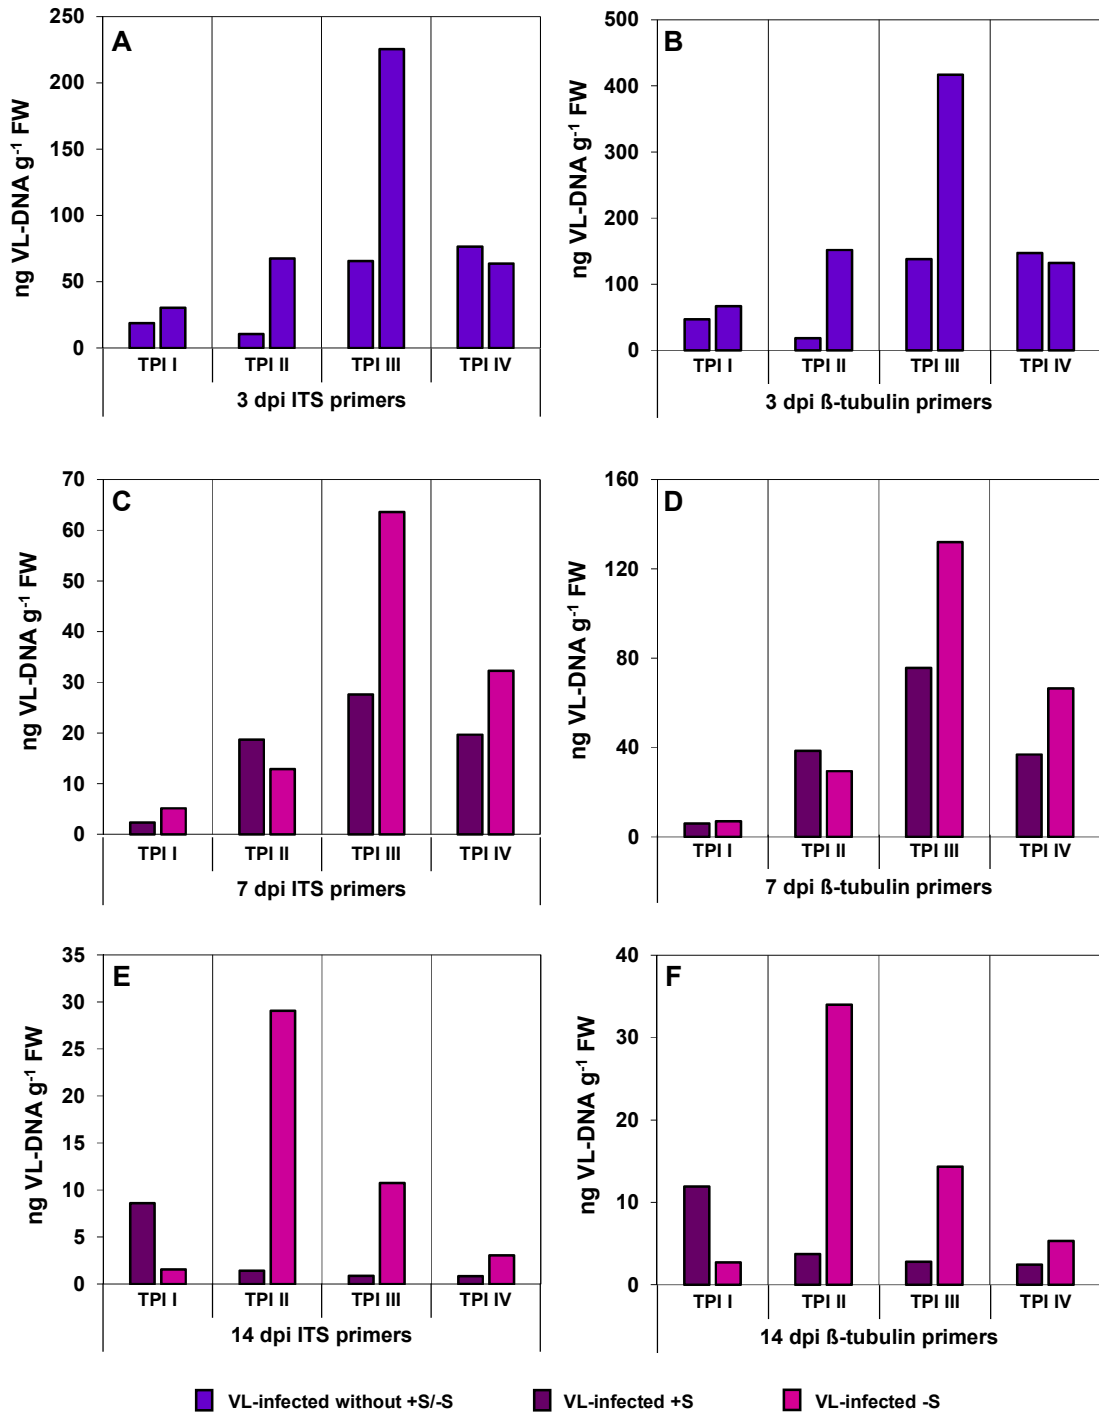 A
ng VL-DNA g-1 FW
250
200
150
100
50
0
TPI I TPI II TPI III TPI IV
3 dpi ITS primers
B
ng VL-DNA g-1 FW
500
400
300
200
100
0
TPI I TPI II TPI III TPI IV
3 dpi ß-tubulin primers
C
ng VL-DNA g-1 FW
70
60
50
40
30
20
10
0
TPI I TPI II TPI III TPI IV
7 dpi ITS primers
D
ng VL-DNA g-1 FW
160
120
80
40
0
TPI I TPI II TPI III TPI IV
7 dpi ß-tubulin primers
E
ng VL-DNA g-1 FW
35
30
25
20
15
10
5
0
TPI I TPI II TPI III TPI IV
14 dpi ITS primers
F
ng VL-DNA g-1 FW
40
30
20
10
0
TPI I TPI II TPI III TPI IV
14 dpi ß-tubulin primers
VL-infected without +S/-S VL-infected +S VL-infected -S